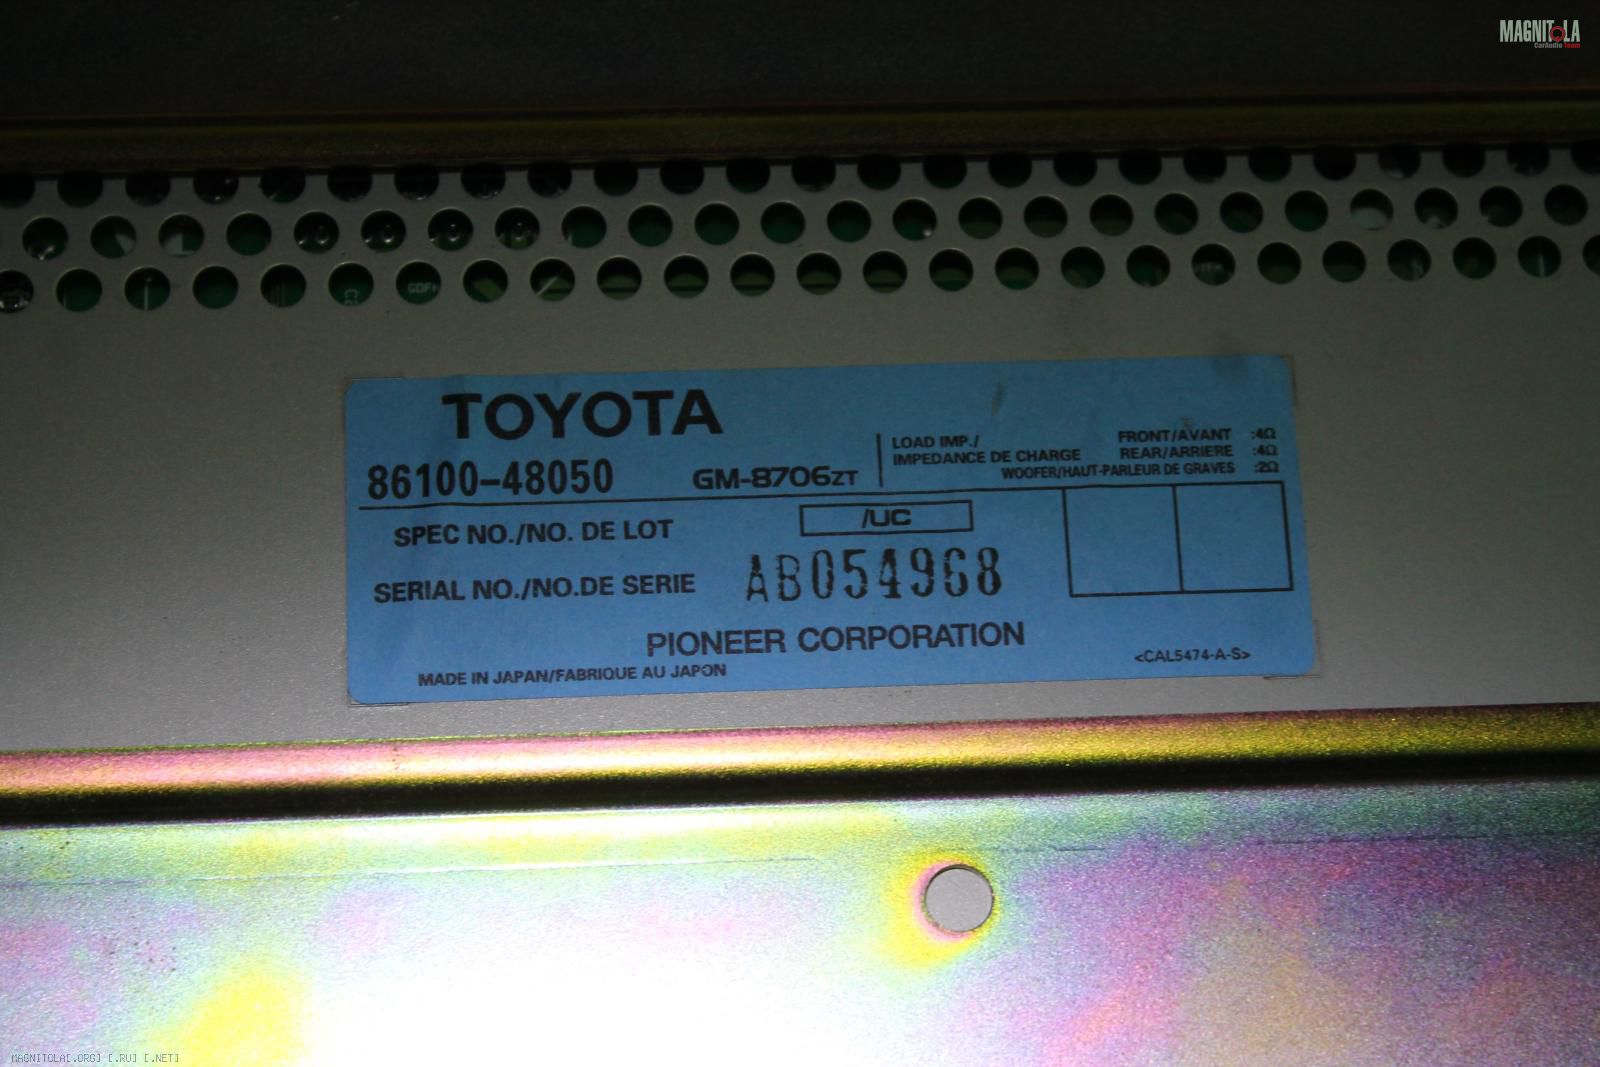 MAGNITOLA
CarAudio Team
TOYOTA
86100-48050 GM-8706ZT
LOAD IMP./
IMPEDANCE DE CHARGE
FRONT/AVANT :4Ω
REAR/ARRIERE :4Ω
WOOFER/HAUT-PARLEUR DE GRAVES :2Ω
SPEC NO./NO. DE LOT /UC
SERIAL NO./NO.DE SERIE AB054968
PIONEER CORPORATION
MADE IN JAPAN/FABRIQUE AU JAPON
<CAL5474-A-S>
MAGNITOLA[.ORG] [.RU] [.NET]